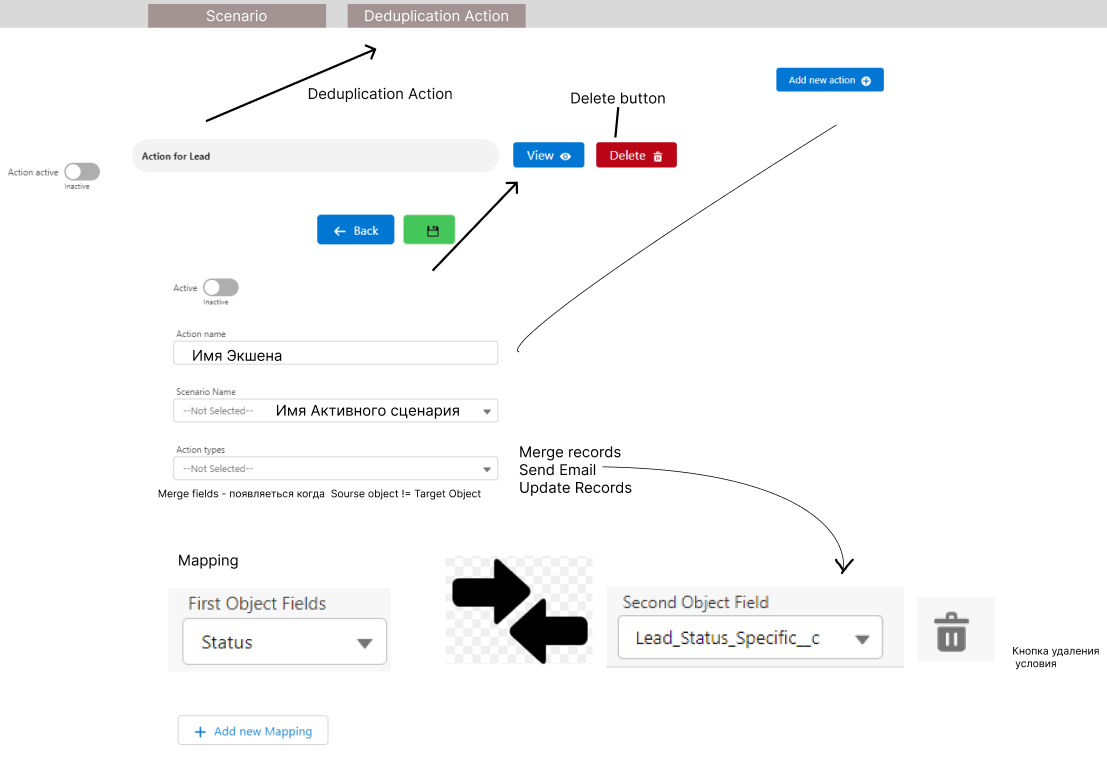 Scenario
Deduplication Action
Add new action
Deduplication Action
Delete button
Action for Lead
View
Delete
Action active
Inactive
Back
Active
Inactive
Action name
Имя Экшена
Scenario Name
--Not Selected--
Имя Активного сценария
Action types
--Not Selected--
Merge records
Send Email
Update Records
Merge fields - появляеться когда Sourse object != Target Object
Mapping
First Object Fields
Second Object Field
Status
Lead_Status_Specific__c
Кнопка удаления
условия
Add new Mapping